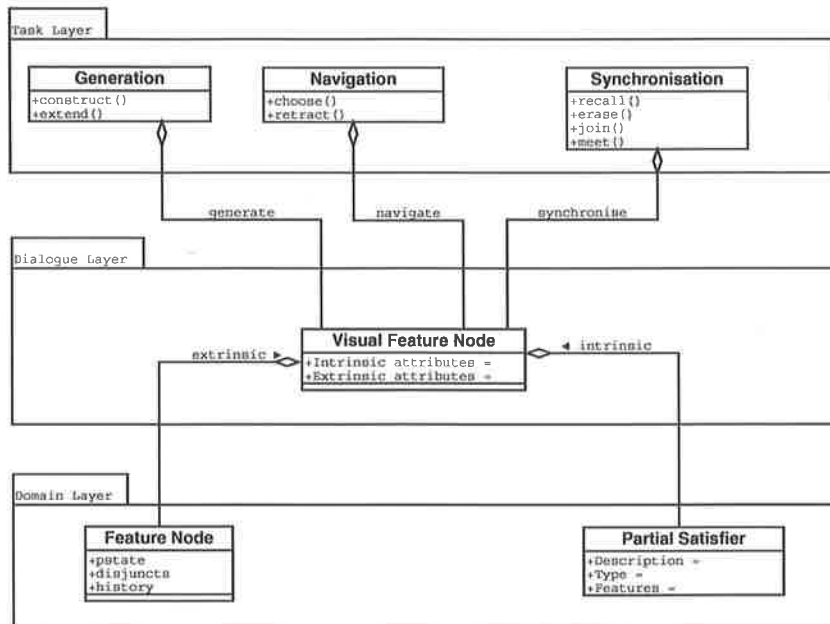 Task Layer
Generation
+construct()
+extend()
Navigation
+choose()
+retract()
Synchronisation
+recall()
+erase()
+join()
+meet()
generate
navigate
synchronise
Dialogue Layer
Visual Feature Node
+Intrinsic attributes =
+Extrinsic attributes =
extrinsic ▶
◀ intrinsic
Domain Layer
Feature Node
+pstate
+disjuncts
+history
Partial Satisfier
+Description =
+Type =
+Features =